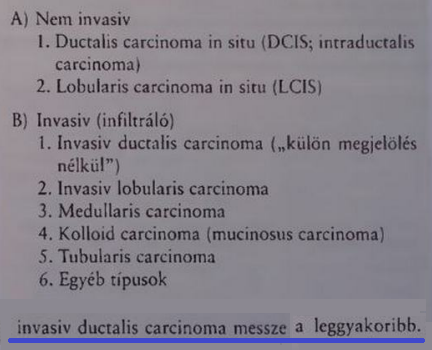 A) Nem invasiv
1. Ductalis carcinoma in situ (DCIS; intraductalis
carcinoma)
2. Lobularis carcinoma in situ (LCIS)
B) Invasiv (infiltráló)
1. Invasiv ductalis carcinoma („külön megjelölés
nélkül”)
2. Invasiv lobularis carcinoma
3. Medullaris carcinoma
4. Kolloid carcinoma (mucinosus carcinoma)
5. Tubularis carcinoma
6. Egyéb típusok
invasiv ductalis carcinoma messze a leggyakoribb.